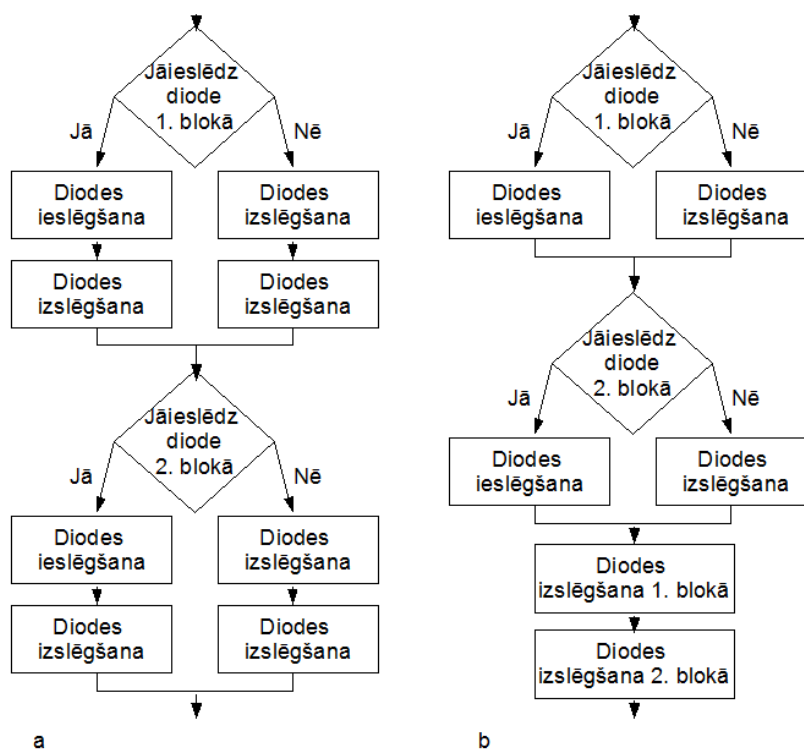 Jāieslēdz
diode
1. blokā
Jā
Nē
Diodes
ieslēgšana
Diodes
izslēgšana
Diodes
izslēgšana
Diodes
izslēgšana
Jāieslēdz
diode
2. blokā
Jā
Nē
Diodes
ieslēgšana
Diodes
izslēgšana
Diodes
izslēgšana
Diodes
izslēgšana
a
Jāieslēdz
diode
1. blokā
Jā
Nē
Diodes
ieslēgšana
Diodes
izslēgšana
Jāieslēdz
diode
2. blokā
Jā
Nē
Diodes
ieslēgšana
Diodes
izslēgšana
Diodes
izslēgšana 1. blokā
Diodes
izslēgšana 2. blokā
b